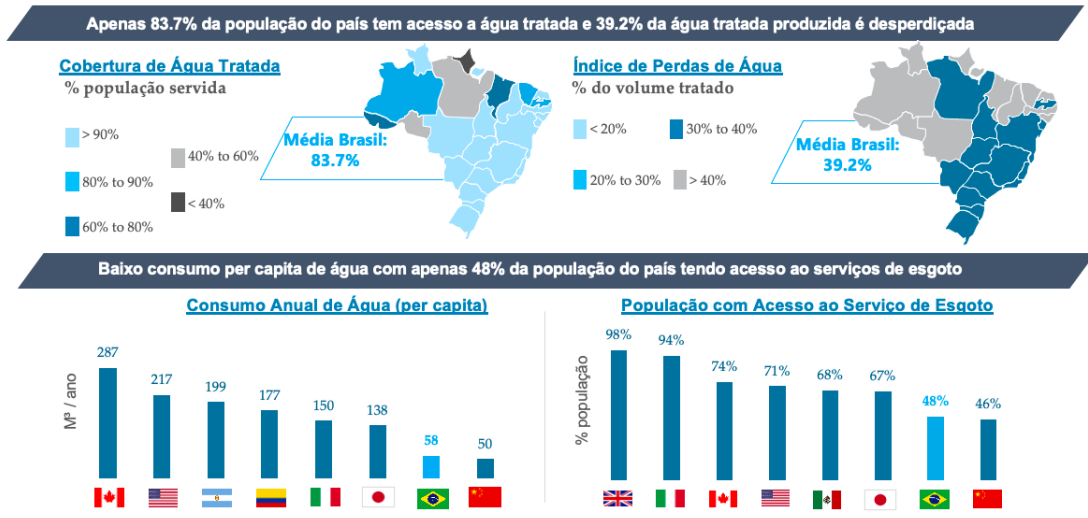 Apenas 83.7% da população do país tem acesso a água tratada e 39.2% da água tratada produzida é desperdiçada
Cobertura de Água Tratada
% população servida
> 90%
80% to 90%
60% to 80%
40% to 60%
< 40%
Média Brasil:
83.7%
Índice de Perdas de Água
% do volume tratado
< 20%
30% to 40%
20% to 30%
> 40%
Média Brasil:
39.2%
Baixo consumo per capita de água com apenas 48% da população do país tendo acesso ao serviços de esgoto
Consumo Anual de Água (per capita)
M³ / ano
287
217
199
177
150
138
58
50
População com Acesso ao Serviço de Esgoto
% população
98%
94%
74%
71%
68%
67%
48%
46%